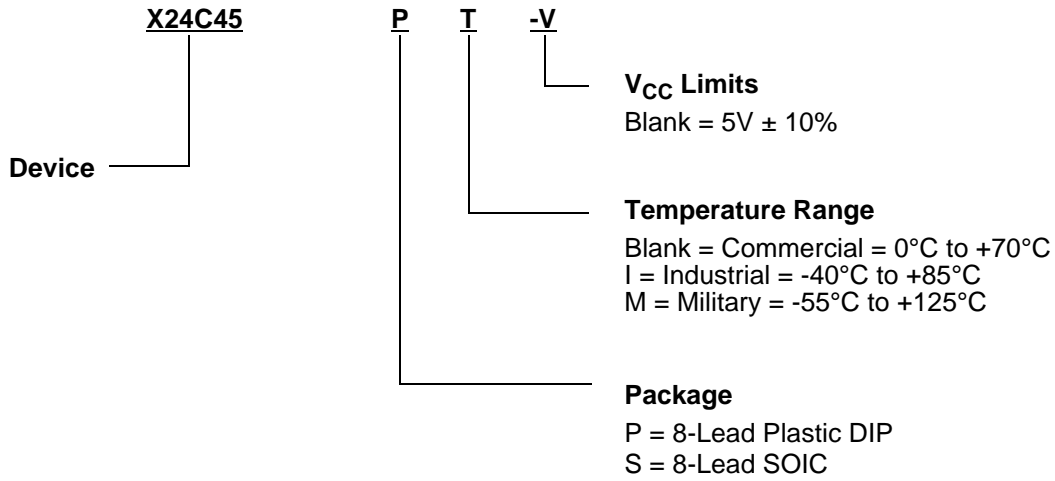 X24C45 P T -V
VCC Limits
Blank = 5V ± 10%
Device
Temperature Range
Blank = Commercial = 0°C to +70°C
I = Industrial = -40°C to +85°C
M = Military = -55°C to +125°C
Package
P = 8-Lead Plastic DIP
S = 8-Lead SOIC